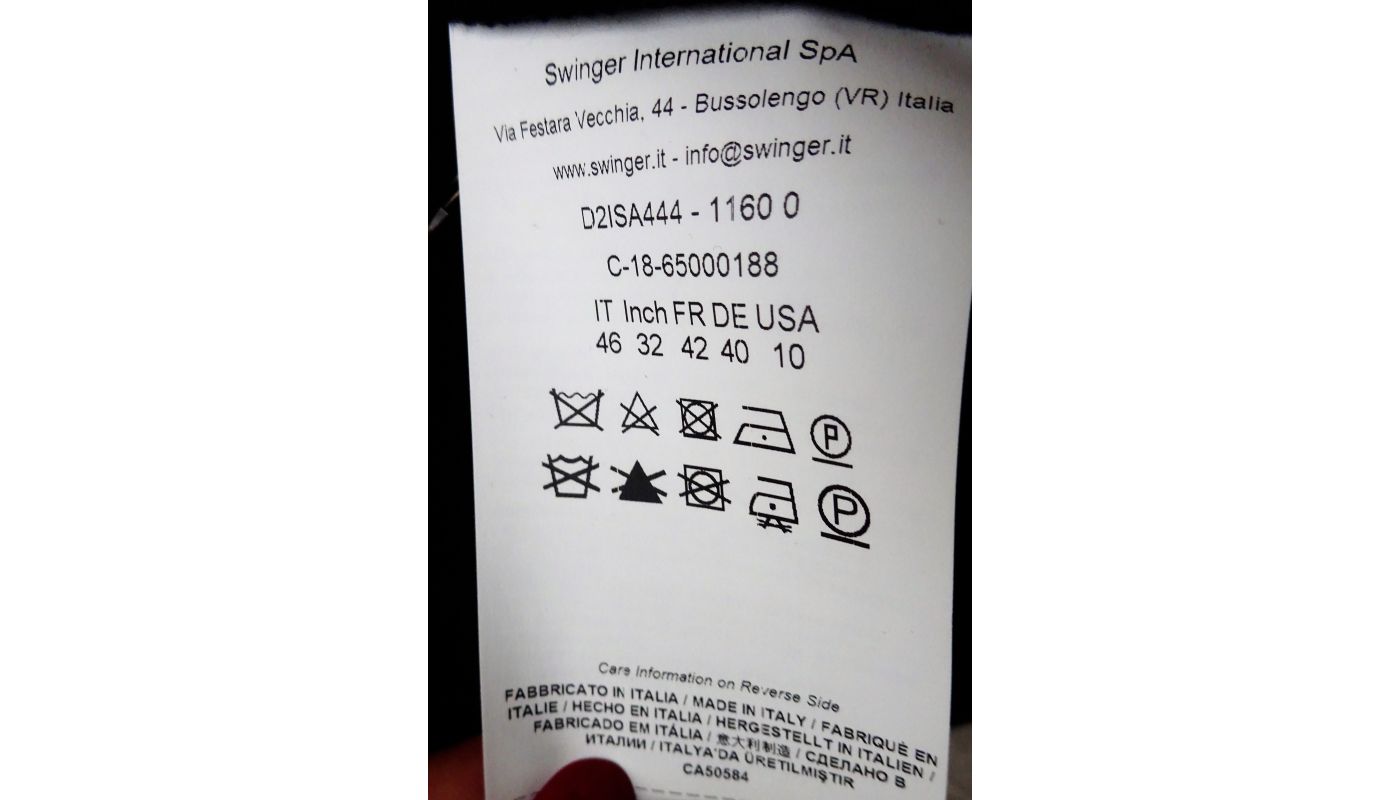 Swinger International SpA
Via Festara Vecchia, 44 - Bussolengo (VR) Italia
www.swinger.it - info@swinger.it
D2ISA444 - 1160 0
C-18-65000188
IT Inch FR DE USA
46 32 42 40 10
P
P
Care Information on Reverse Side
FABBRICATO IN ITALIA / MADE IN ITALY / FABRIQUÈ EN
ITALIE / HECHO EN ITALIA / HERGESTELLT IN ITALIEN /
FABRICADO EM ITÁLIA / 意大利制造 / СДЕЛАНО В
ИТАЛИИ / ITALYA'DA ÜRETILMIŞTIR
CA50584